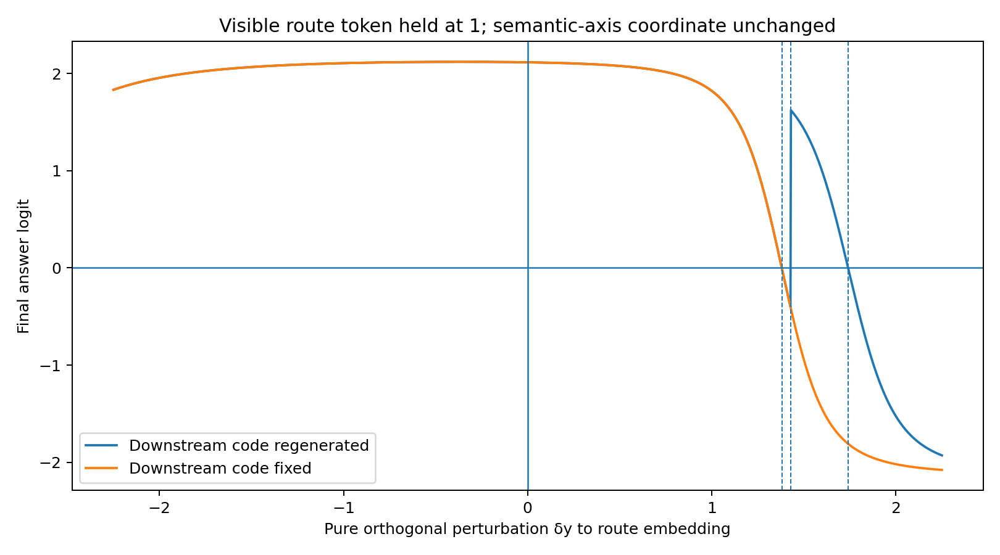 Visible route token held at 1; semantic-axis coordinate unchanged
Final answer logit
2
1
0
−1
−2
Downstream code regenerated
Downstream code fixed
−2
−1
0
1
2
Pure orthogonal perturbation δy to route embedding